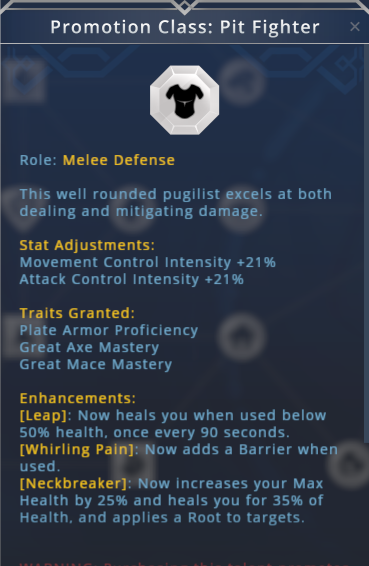 Promotion Class: Pit Fighter
Role: Melee Defense
This well rounded pugilist excels at both
dealing and mitigating damage.
Stat Adjustments:
Movement Control Intensity +21%
Attack Control Intensity +21%
Traits Granted:
Plate Armor Proficiency
Great Axe Mastery
Great Mace Mastery
Enhancements:
[Leap]: Now heals you when used below
50% health, once every 90 seconds.
[Whirling Pain]: Now adds a Barrier when
used.
[Neckbreaker]: Now increases your Max
Health by 25% and heals you for 35% of
Health, and applies a Root to targets.